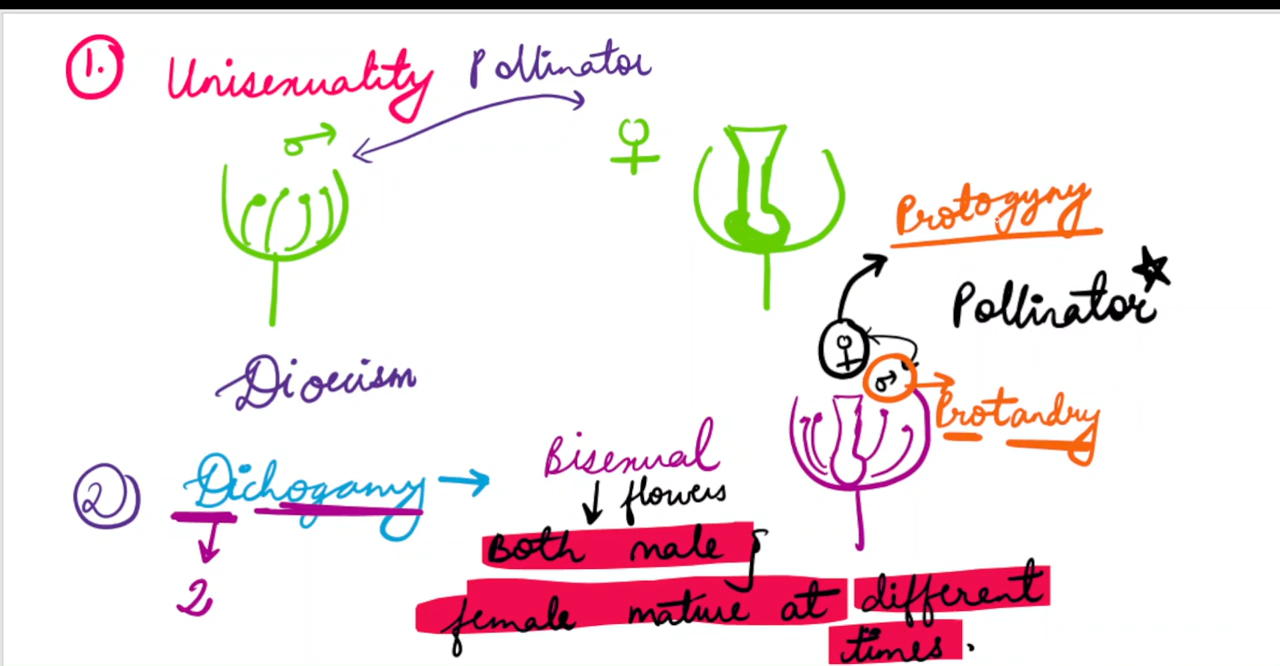 1. Unisexuality Pollinator
♂ ♀
Protogyny
Pollinator
♀
♂
Dioecism
Protandry
2 Dichogamy → Bisexual
↓ flowers
2
Both male &
female mature at different
times.